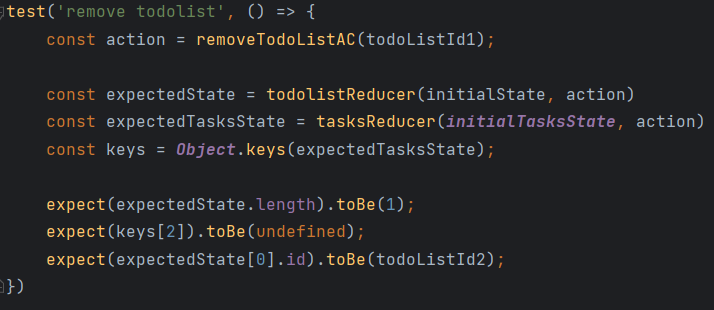 test('remove todolist', () => {
    const action = removeTodoListAC(todoListId1);

    const expectedState = todolistReducer(initialState, action)
    const expectedTasksState = tasksReducer(initialTasksState, action)
    const keys = Object.keys(expectedTasksState);

    expect(expectedState.length).toBe(1);
    expect(keys[2]).toBe(undefined);
    expect(expectedState[0].id).toBe(todoListId2);
})